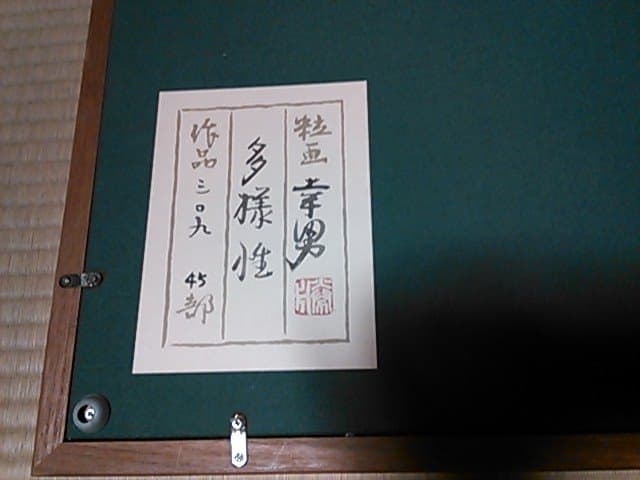 粒画 幸男
多様性
作品三〇九 45部